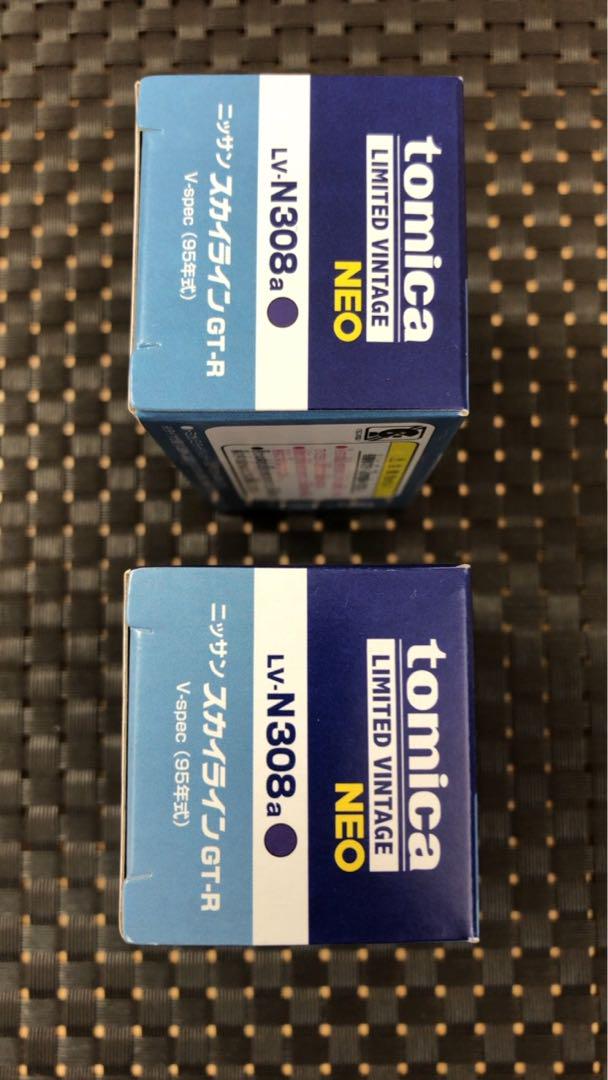 tomica
LIMITED VINTAGE
NEO
LV-N308a
ニッサン スカイライン GT-R
V-spec (95年式)
tomica
LIMITED VINTAGE
NEO
LV-N308a
ニッサン スカイライン GT-R
V-spec (95年式)